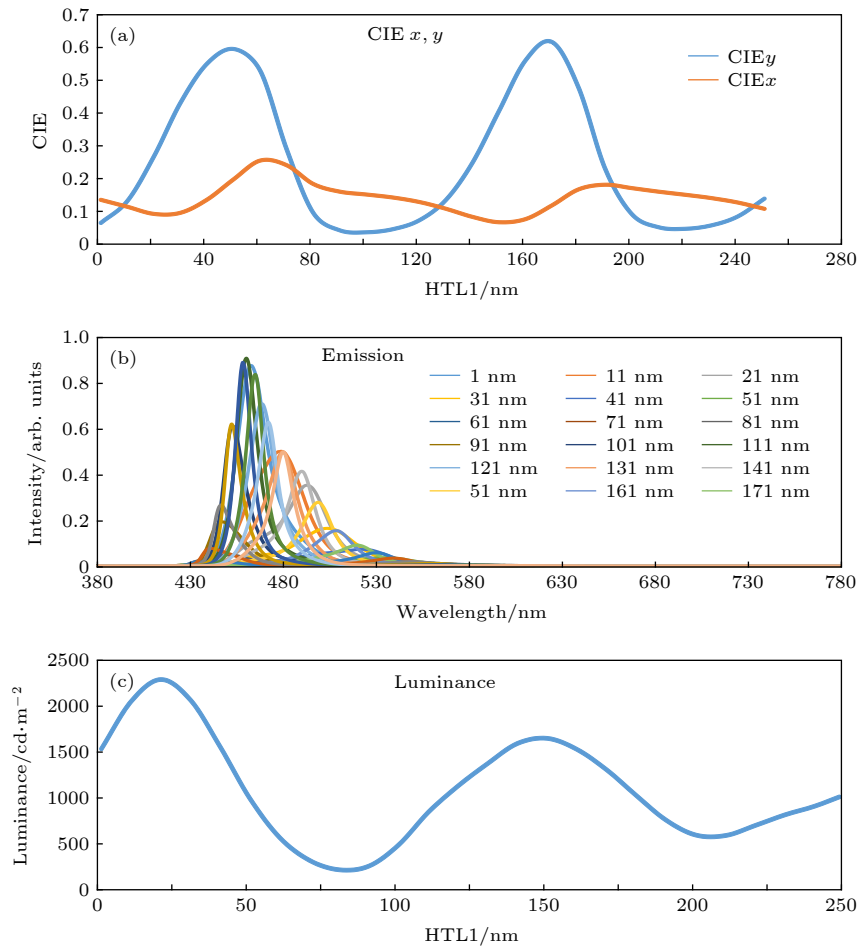 (a)
CIE x, y
CIEy
CIEx
CIE
0.7
0.6
0.5
0.4
0.3
0.2
0.1
0
0 40 80 120 160 200 240 280
HTL1/nm
(b)
Emission
1 nm 11 nm 21 nm
31 nm 41 nm 51 nm
61 nm 71 nm 81 nm
91 nm 101 nm 111 nm
121 nm 131 nm 141 nm
51 nm 161 nm 171 nm
Intensity/arb. units
1.0
0.8
0.6
0.4
0.2
0
380 430 480 530 580 630 680 730 780
Wavelength/nm
(c)
Luminance
Luminance/cd·m⁻²
2500
2000
1500
1000
500
0
0 50 100 150 200 250
HTL1/nm